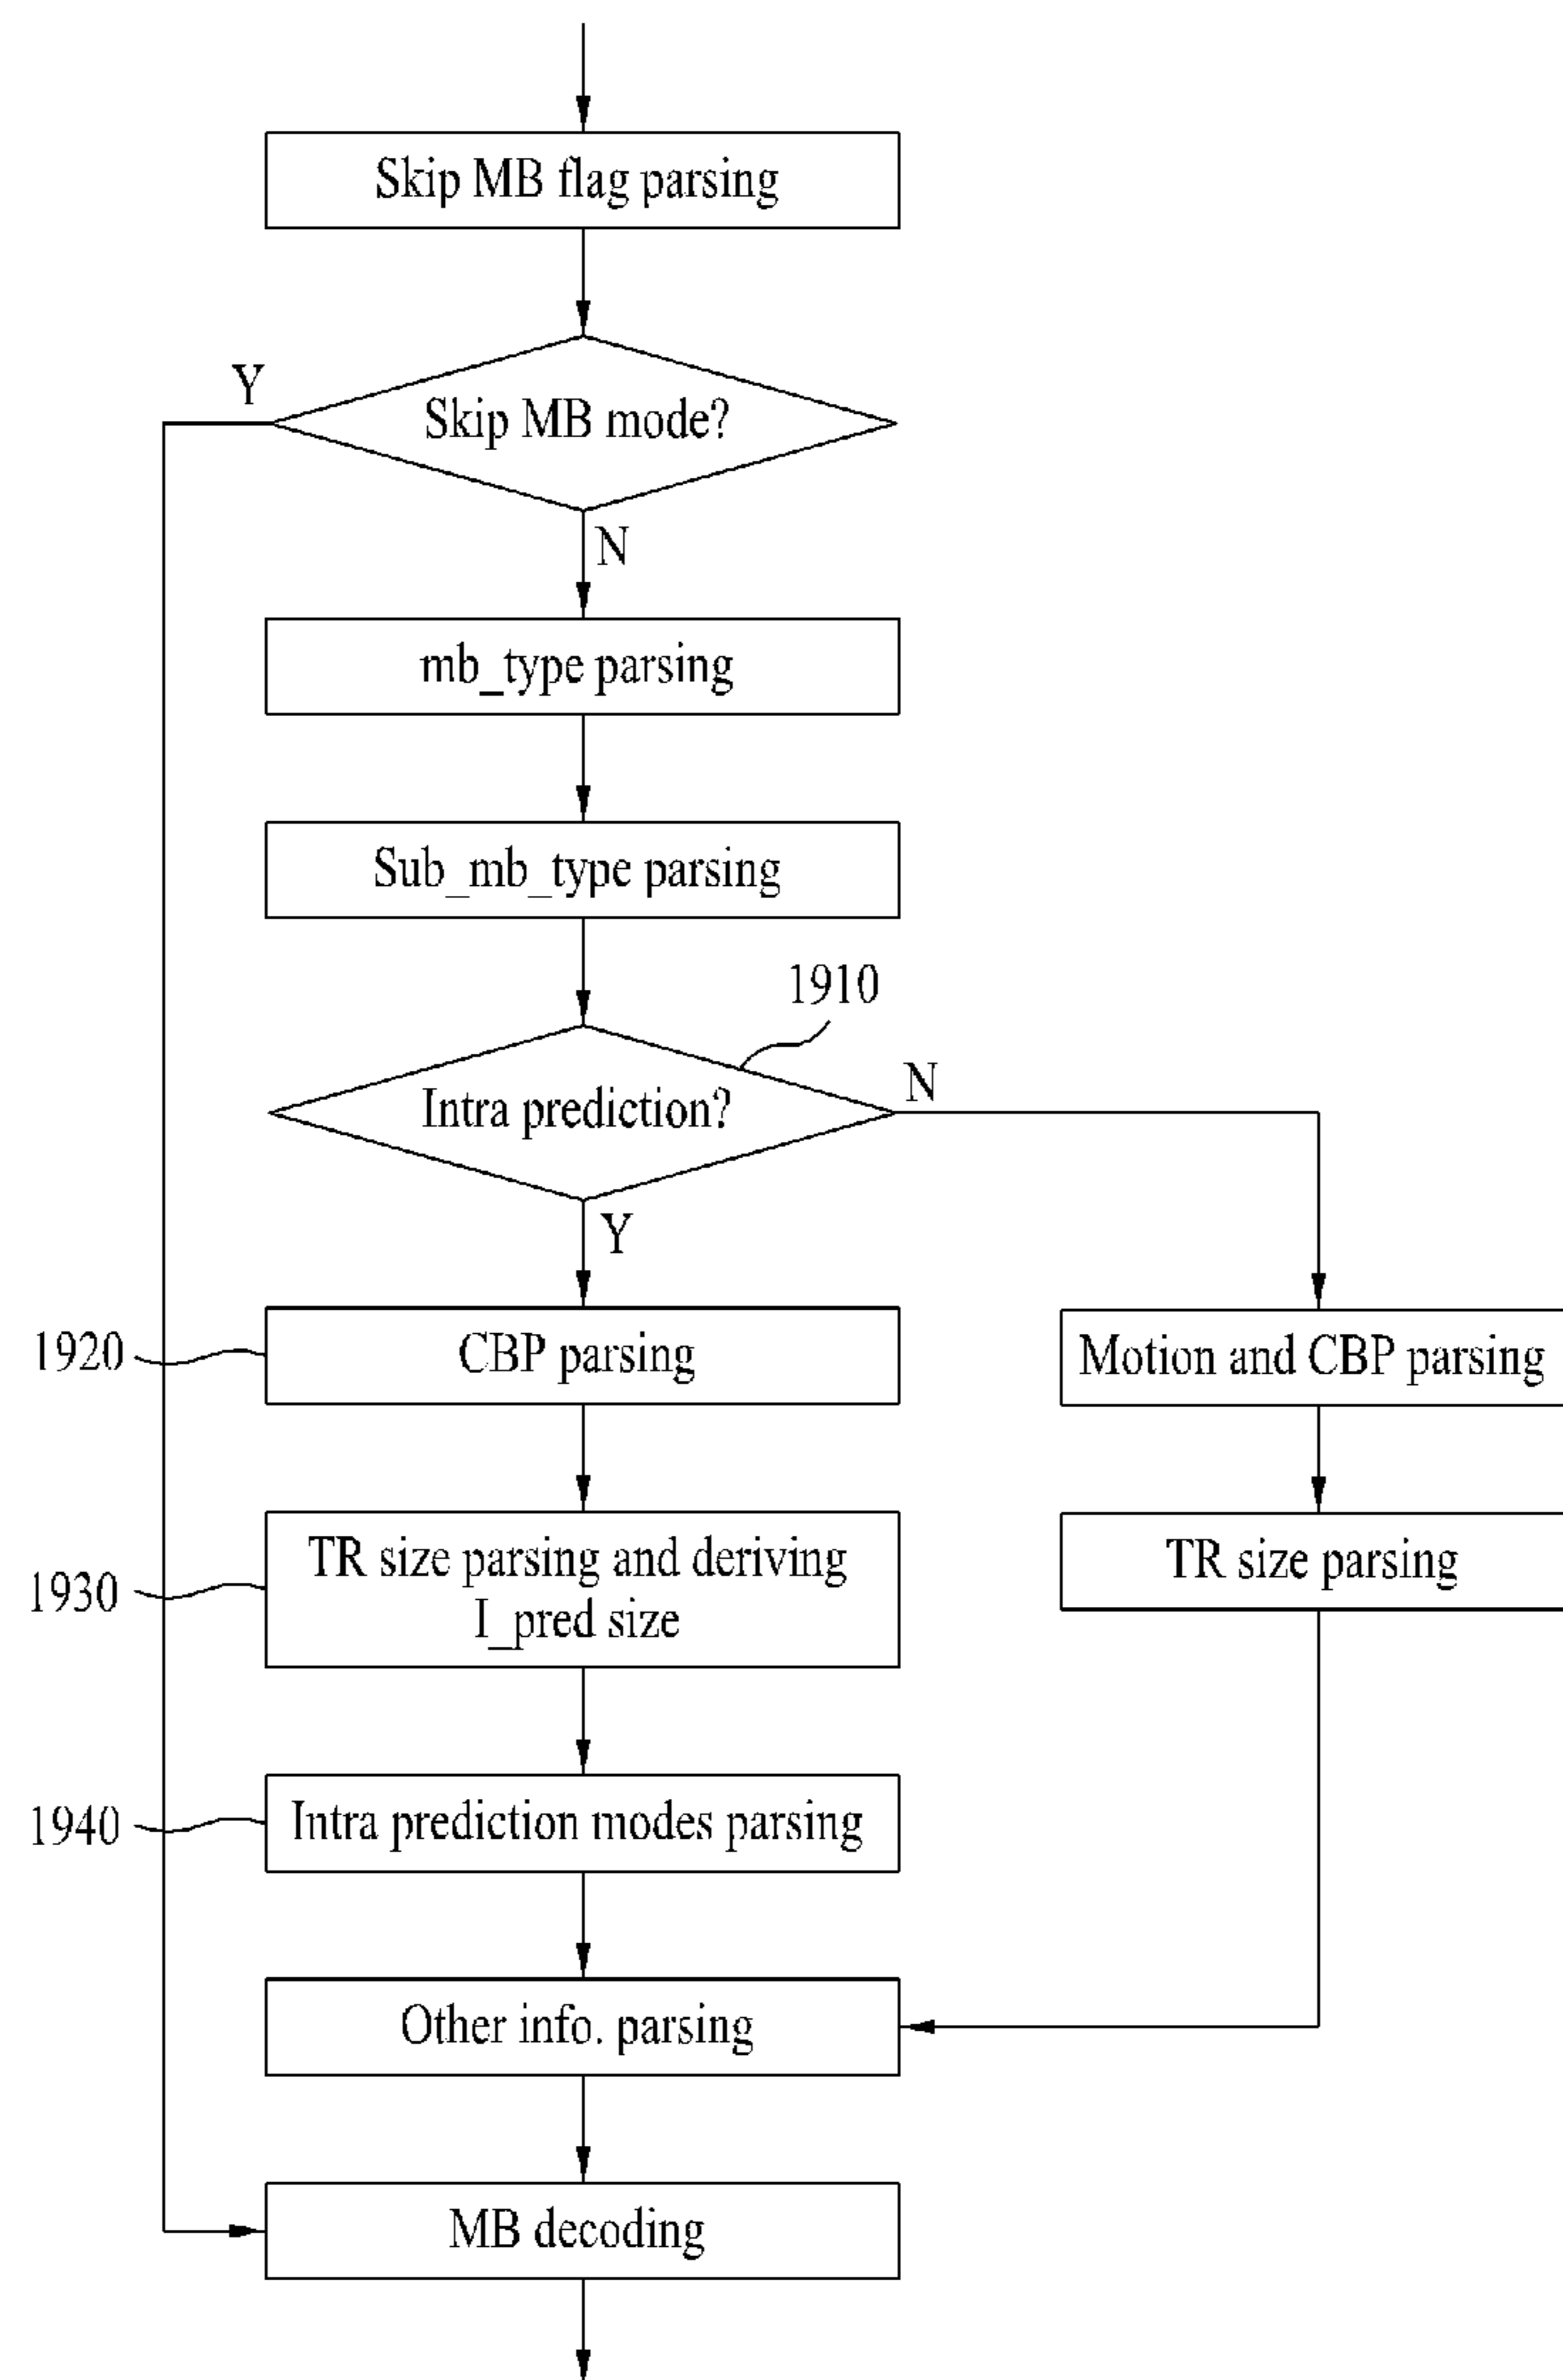 Skip MB flag parsing
Y
Skip MB mode?
N
mb_type parsing
Sub_mb_type parsing
1910
Intra prediction?
N
Y
1920
CBP parsing
Motion and CBP parsing
1930
TR size parsing and deriving
I_pred size
TR size parsing
1940
Intra prediction modes parsing
Other info. parsing
MB decoding